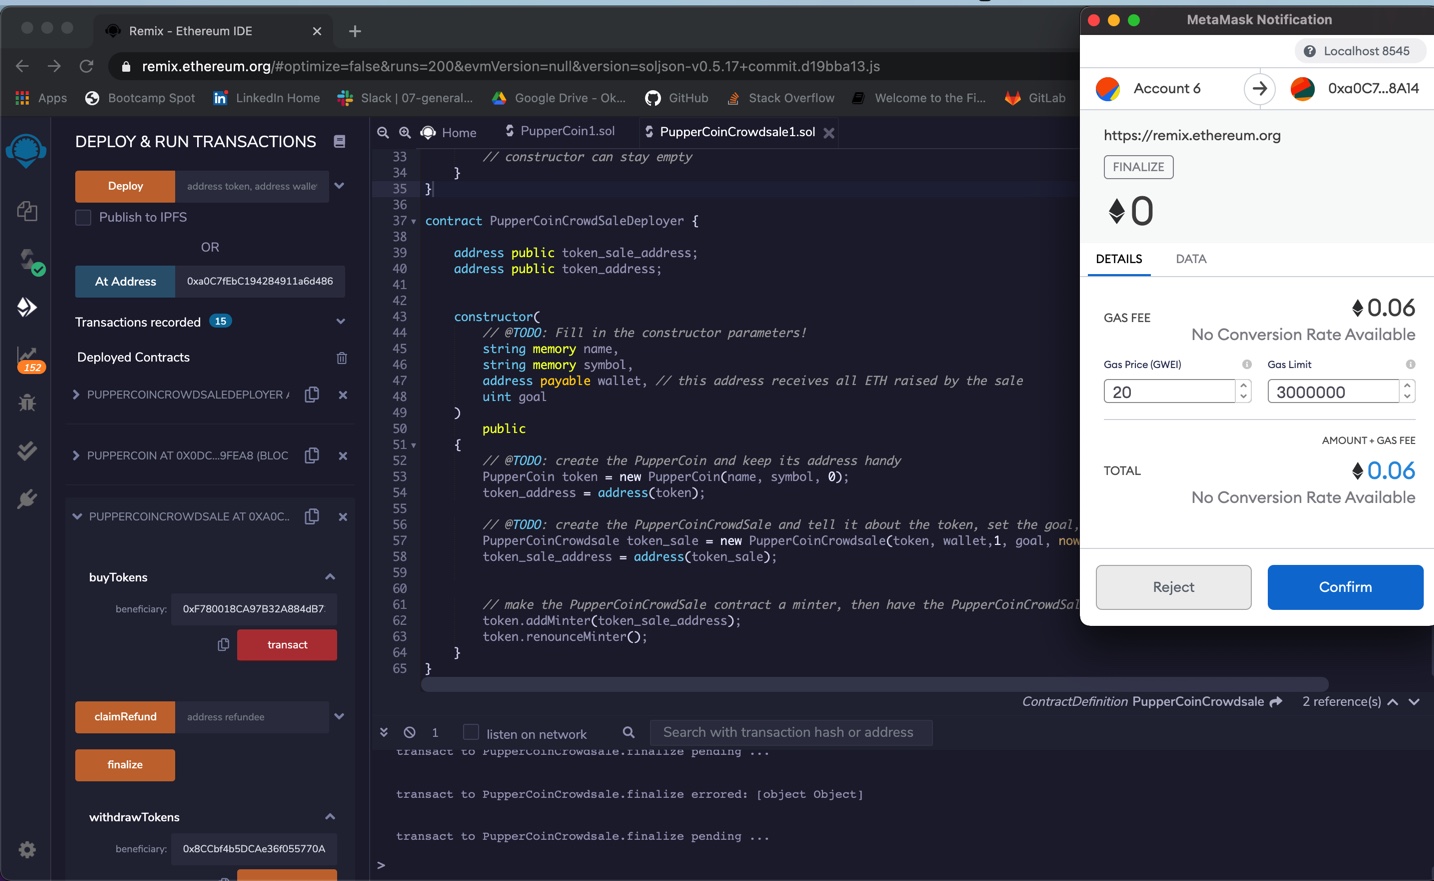 Remix - Ethereum IDE
remix.ethereum.org/#optimize=false&runs=200&evmVersion=null&version=soljson-v0.5.17+commit.d19bba13.js
Apps
Bootcamp Spot
LinkedIn Home
Slack | 07-general...
Google Drive - Ok...
GitHub
Stack Overflow
Welcome to the Fi...
GitLab
DEPLOY & RUN TRANSACTIONS
Deploy
address token, address walle
Publish to IPFS
OR
At Address
0xa0C7fEbC194284911a6d486
Transactions recorded 15
Deployed Contracts
152
PUPPERCOINCROWDSALEDEPLOYER
PUPPERCOIN AT 0X0DC...9FEA8 (BLOC
PUPPERCOINCROWDSALE AT 0XA0C..
buyTokens
beneficiary: 0xF780018CA97B32A884dB7
transact
claimRefund
address refundee
finalize
withdrawTokens
beneficiary: 0x8CCbf4b5DCAe36f055770A
Home
PupperCoin1.sol
PupperCoinCrowdsale1.sol
33 // constructor can stay empty
34 }
35 }
36
37 contract PupperCoinCrowdSaleDeployer {
38
39 address public token_sale_address;
40 address public token_address;
41
42
43 constructor(
44 // @TODO: Fill in the constructor parameters!
45 string memory name,
46 string memory symbol,
47 address payable wallet, // this address receives all ETH raised by the sale
48 uint goal
49 )
50 public
51 {
52 // @TODO: create the PupperCoin and keep its address handy
53 PupperCoin token = new PupperCoin(name, symbol, 0);
54 token_address = address(token);
55
56 // @TODO: create the PupperCoinCrowdSale and tell it about the token, set the goal,
57 PupperCoinCrowdsale token_sale = new PupperCoinCrowdsale(token, wallet,1, goal, now
58 token_sale_address = address(token_sale);
59
60
61 // make the PupperCoinCrowdSale contract a minter, then have the PupperCoinCrowdSal
62 token.addMinter(token_sale_address);
63 token.renounceMinter();
64 }
65 }
ContractDefinition PupperCoinCrowdsale 2 reference(s)
1
listen on network
Search with transaction hash or address
transact to PupperCoinCrowdsale.finalize pending ...
transact to PupperCoinCrowdsale.finalize errored: [object Object]
transact to PupperCoinCrowdsale.finalize pending ...
>
MetaMask Notification
Localhost 8545
Account 6
0xa0C7...8A14
https://remix.ethereum.org
FINALIZE
0
DETAILS
DATA
GAS FEE
0.06
No Conversion Rate Available
Gas Price (GWEI)
Gas Limit
20
3000000
AMOUNT + GAS FEE
TOTAL
0.06
No Conversion Rate Available
Reject
Confirm